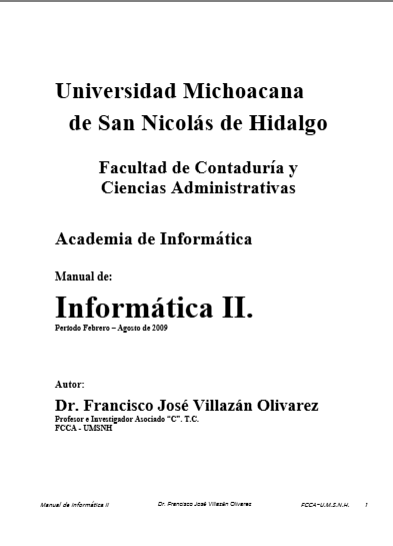 Universidad Michoacana
de San Nicolás de Hidalgo
Facultad de Contaduría y
Ciencias Administrativas
Academia de Informática
Manual de:
Informática II.
Periodo Febrero – Agosto de 2009
Autor:
Dr. Francisco José Villazán Olivarez
Profesor e Investigador Asociado "C". T.C.
FCCA - UMSNH
Manual de Informática II Dr. Francisco José Villazán Olivares FCCA-U.M.S.N.H. 1